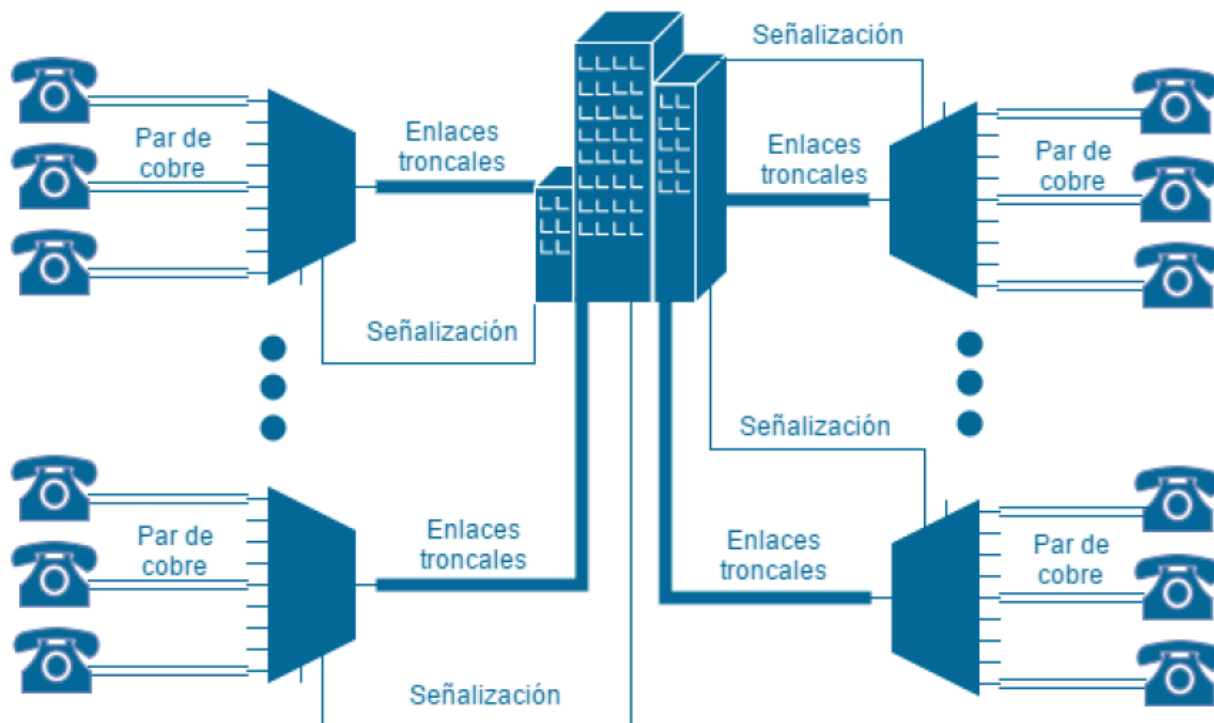 Señalización
Par de
cobre
Enlaces
troncales
Enlaces
troncales
Par de
cobre
Señalización
Señalización
Par de
cobre
Enlaces
troncales
Enlaces
troncales
Par de
cobre
Señalización